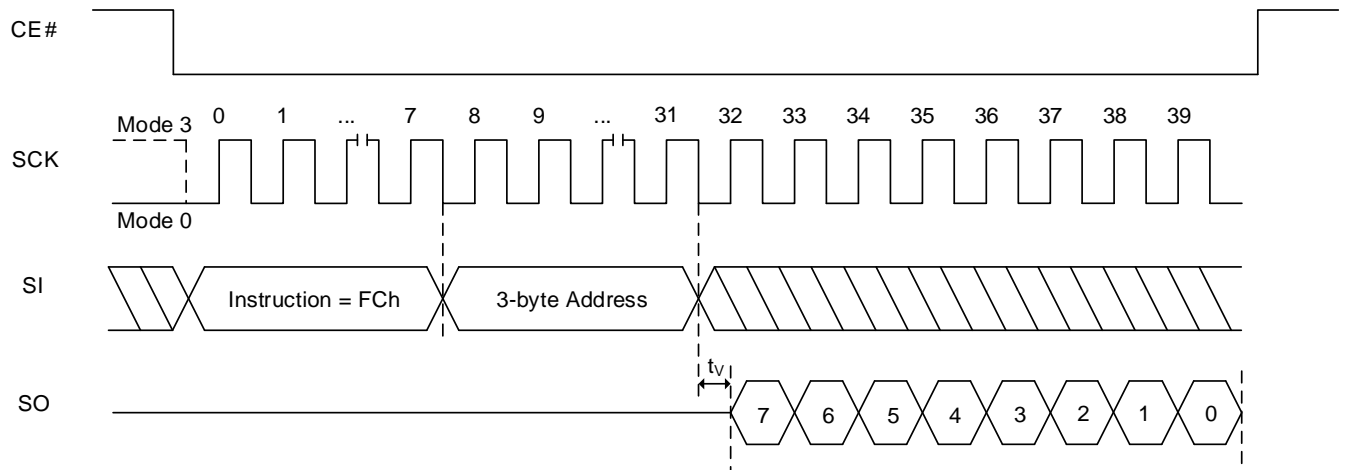 CE#
Mode 3 0 1 ... 7 8 9 ... 31 32 33 34 35 36 37 38 39
SCK
Mode 0
SI
Instruction = FCh 3-byte Address
tV
SO
7 6 5 4 3 2 1 0